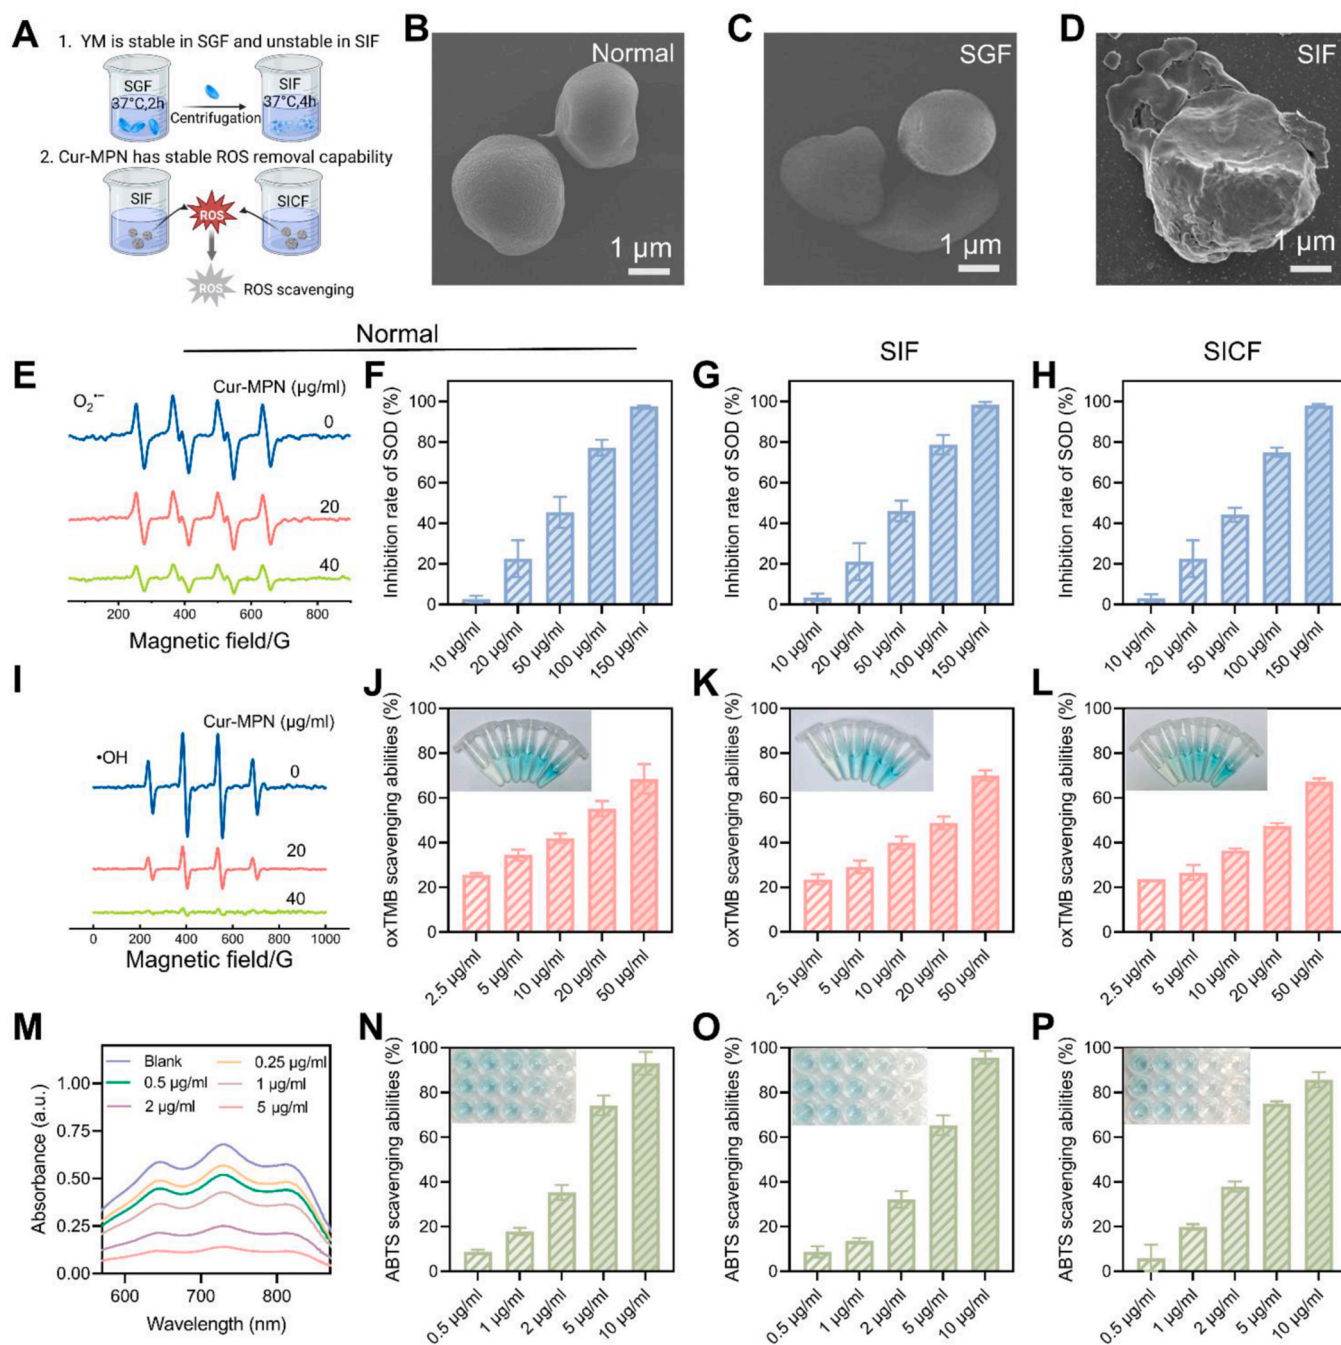 A
1. YM is stable in SGF and unstable in SIF
SGF
37°C,2h
Centrifugation
SIF
37°C,4h
2. Cur-MPN has stable ROS removal capability
SIF
ROS
SICF
ROS
ROS scavenging
B
Normal
1 μm
C
SGF
1 μm
D
SIF
1 μm
Normal
SIF
SICF
E
O₂•−
Cur-MPN (μg/ml)
0
20
40
200 400 600 800
Magnetic field/G
F
Inhibition rate of SOD (%)
100
80
60
40
20
0
10 μg/ml 20 μg/ml 50 μg/ml 100 μg/ml 150 μg/ml
G
Inhibition rate of SOD (%)
100
80
60
40
20
0
10 μg/ml 20 μg/ml 50 μg/ml 100 μg/ml 150 μg/ml
H
Inhibition rate of SOD (%)
100
80
60
40
20
0
10 μg/ml 20 μg/ml 50 μg/ml 100 μg/ml 150 μg/ml
I
Cur-MPN (μg/ml)
•OH
0
20
40
0 200 400 600 800 1000
Magnetic field/G
J
oxTMB scavenging abilities (%)
100
80
60
40
20
0
2.5 μg/ml 5 μg/ml 10 μg/ml 20 μg/ml 50 μg/ml
K
oxTMB scavenging abilities (%)
100
80
60
40
20
0
2.5 μg/ml 5 μg/ml 10 μg/ml 20 μg/ml 50 μg/ml
L
oxTMB scavenging abilities (%)
100
80
60
40
20
0
2.5 μg/ml 5 μg/ml 10 μg/ml 20 μg/ml 50 μg/ml
M
Blank 0.25 μg/ml
0.5 μg/ml 1 μg/ml
2 μg/ml 5 μg/ml
Absorbance (a.u.)
1.00
0.75
0.50
0.25
0.00
600 700 800
Wavelength (nm)
N
ABTS scavenging abilities (%)
100
80
60
40
20
0
0.5 μg/ml 1 μg/ml 2 μg/ml 5 μg/ml 10 μg/ml
O
ABTS scavenging abilities (%)
100
80
60
40
20
0
0.5 μg/ml 1 μg/ml 2 μg/ml 5 μg/ml 10 μg/ml
P
ABTS scavenging abilities (%)
100
80
60
40
20
0
0.5 μg/ml 1 μg/ml 2 μg/ml 5 μg/ml 10 μg/ml